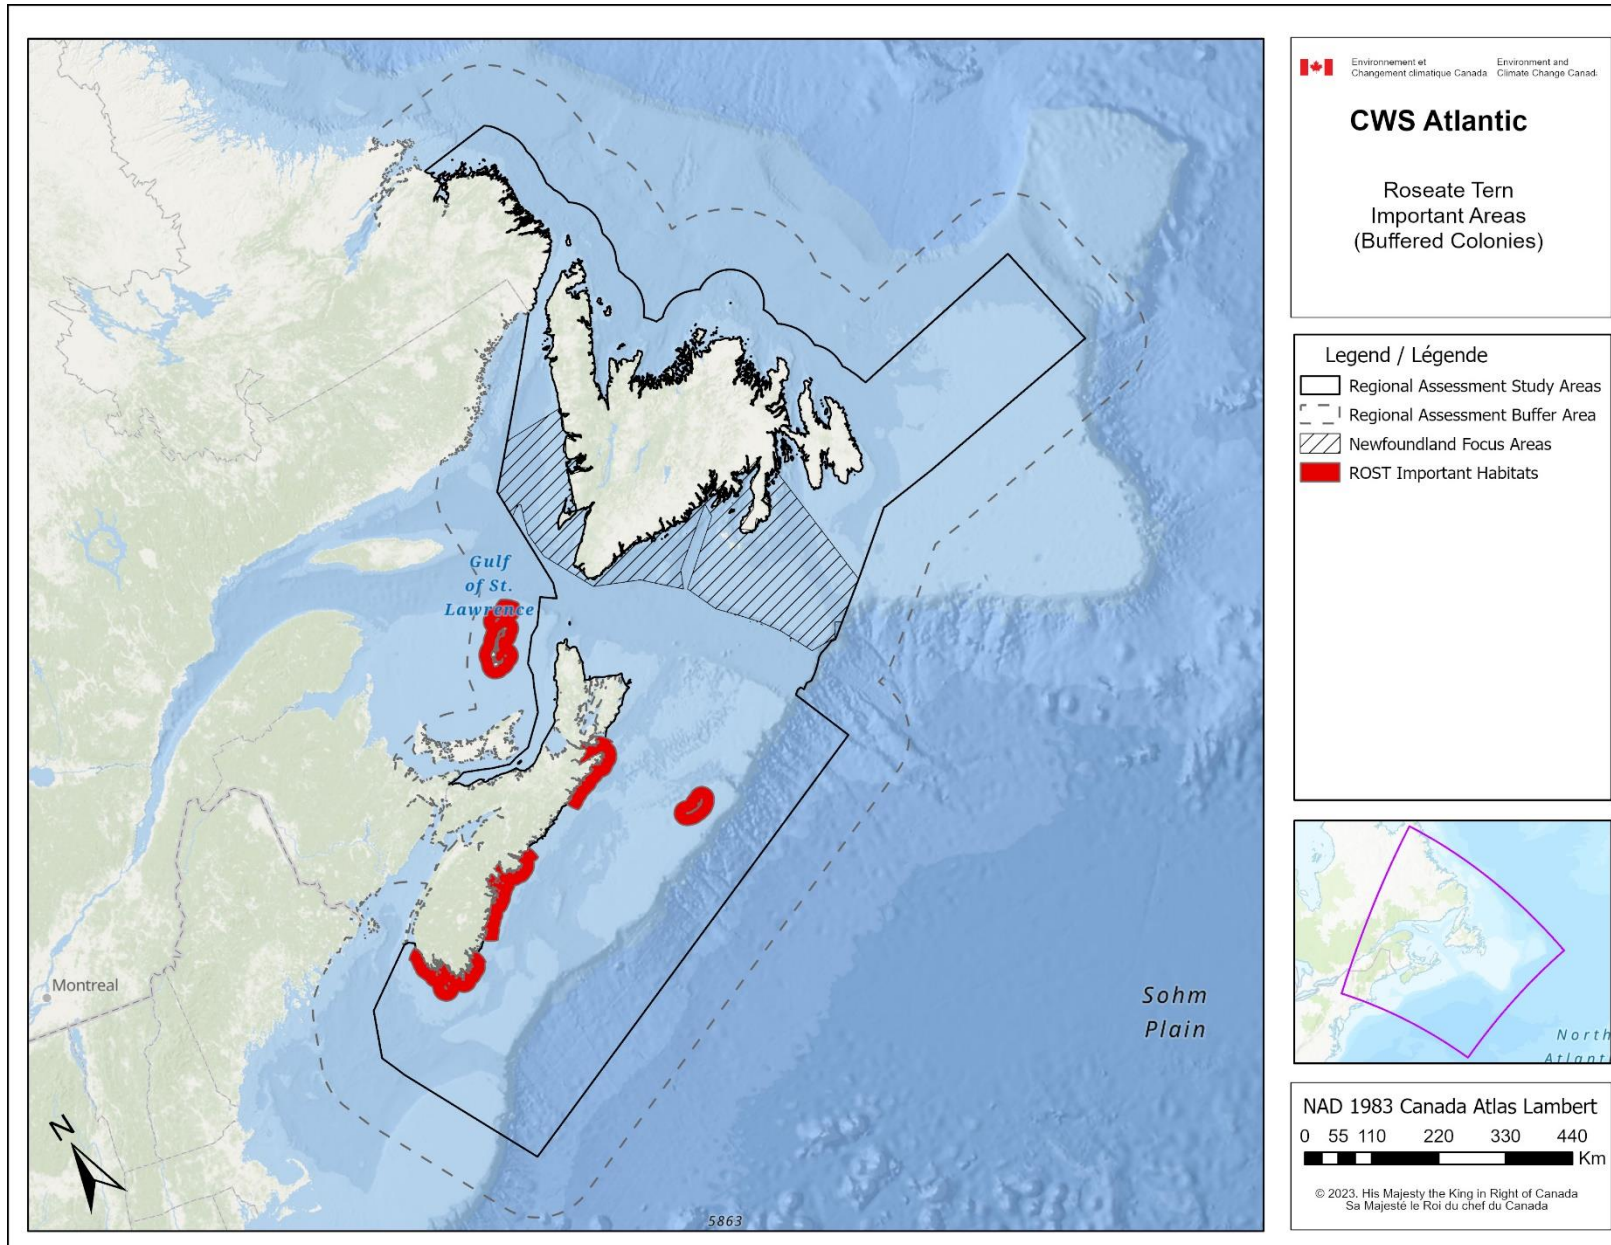 Gulf
of St.
Lawrence
Montreal
Sohm
Plain
5863
N
Environnement et
Changement climatique Canada
Environment and
Climate Change Canad
CWS Atlantic
Roseate Tern
Important Areas
(Buffered Colonies)
Legend / Légende
Regional Assessment Study Areas
Regional Assessment Buffer Area
Newfoundland Focus Areas
ROST Important Habitats
North
Atlanti
NAD 1983 Canada Atlas Lambert
0 55 110 220 330 440
Km
© 2023. His Majesty the King in Right of Canada
Sa Majesté le Roi du chef du Canada